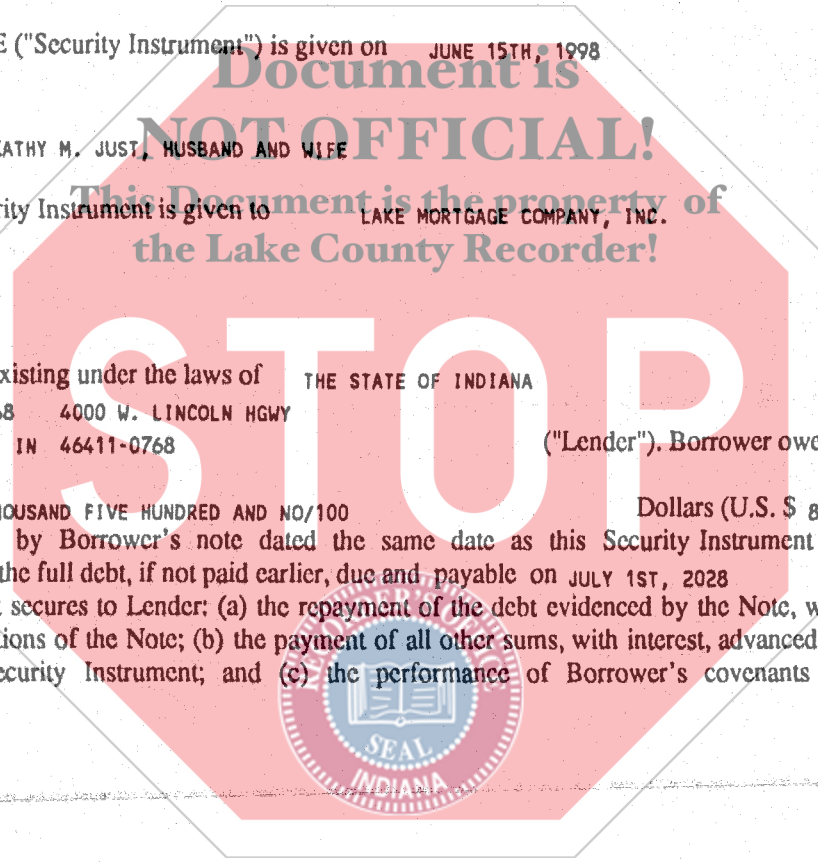 E ("Security Instrument") is given on JUNE 15TH, 1998
Document is
NOT OFFICIAL!
KATHY M. JUST, HUSBAND AND WIFE
This Document is the property of
rity Instrument is given to LAKE MORTGAGE COMPANY, INC.
the Lake County Recorder!
STOP
xisting under the laws of THE STATE OF INDIANA
68 4000 W. LINCOLN HGWY
IN 46411-0768 ("Lender"). Borrower owe
HOUSAND FIVE HUNDRED AND NO/100 Dollars (U.S. $ 8
by Borrower's note dated the same date as this Security Instrument
the full debt, if not paid earlier, due and payable on JULY 1ST, 2028
t secures to Lender: (a) the repayment of the debt evidenced by the Note, w
tions of the Note; (b) the payment of all other sums, with interest, advanced
ecurity Instrument; and (c) the performance of Borrower's covenants
RECORDER'S OFFICE
SEAL
INDIANA